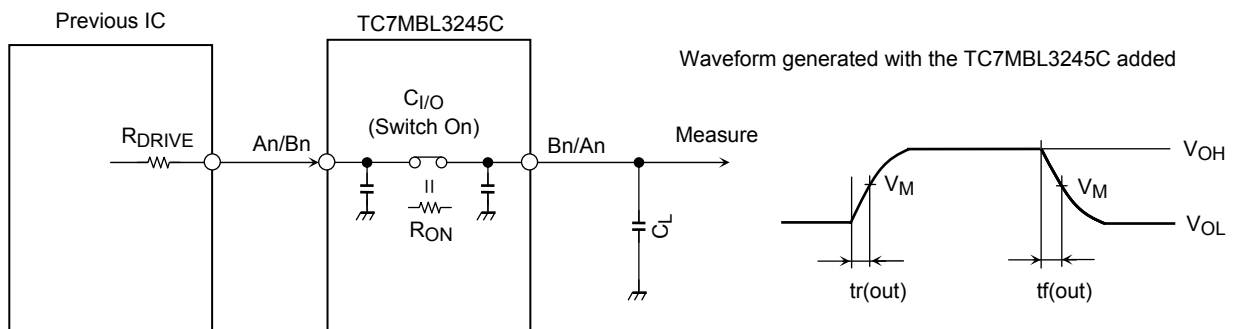 Previous IC
TC7MBL3245C
Waveform generated with the TC7MBL3245C added
CI/O
(Switch On)
RDRIVE
An/Bn
Bn/An
Measure
RON
CL
VOH
VM
VM
VOL
tr(out)
tf(out)